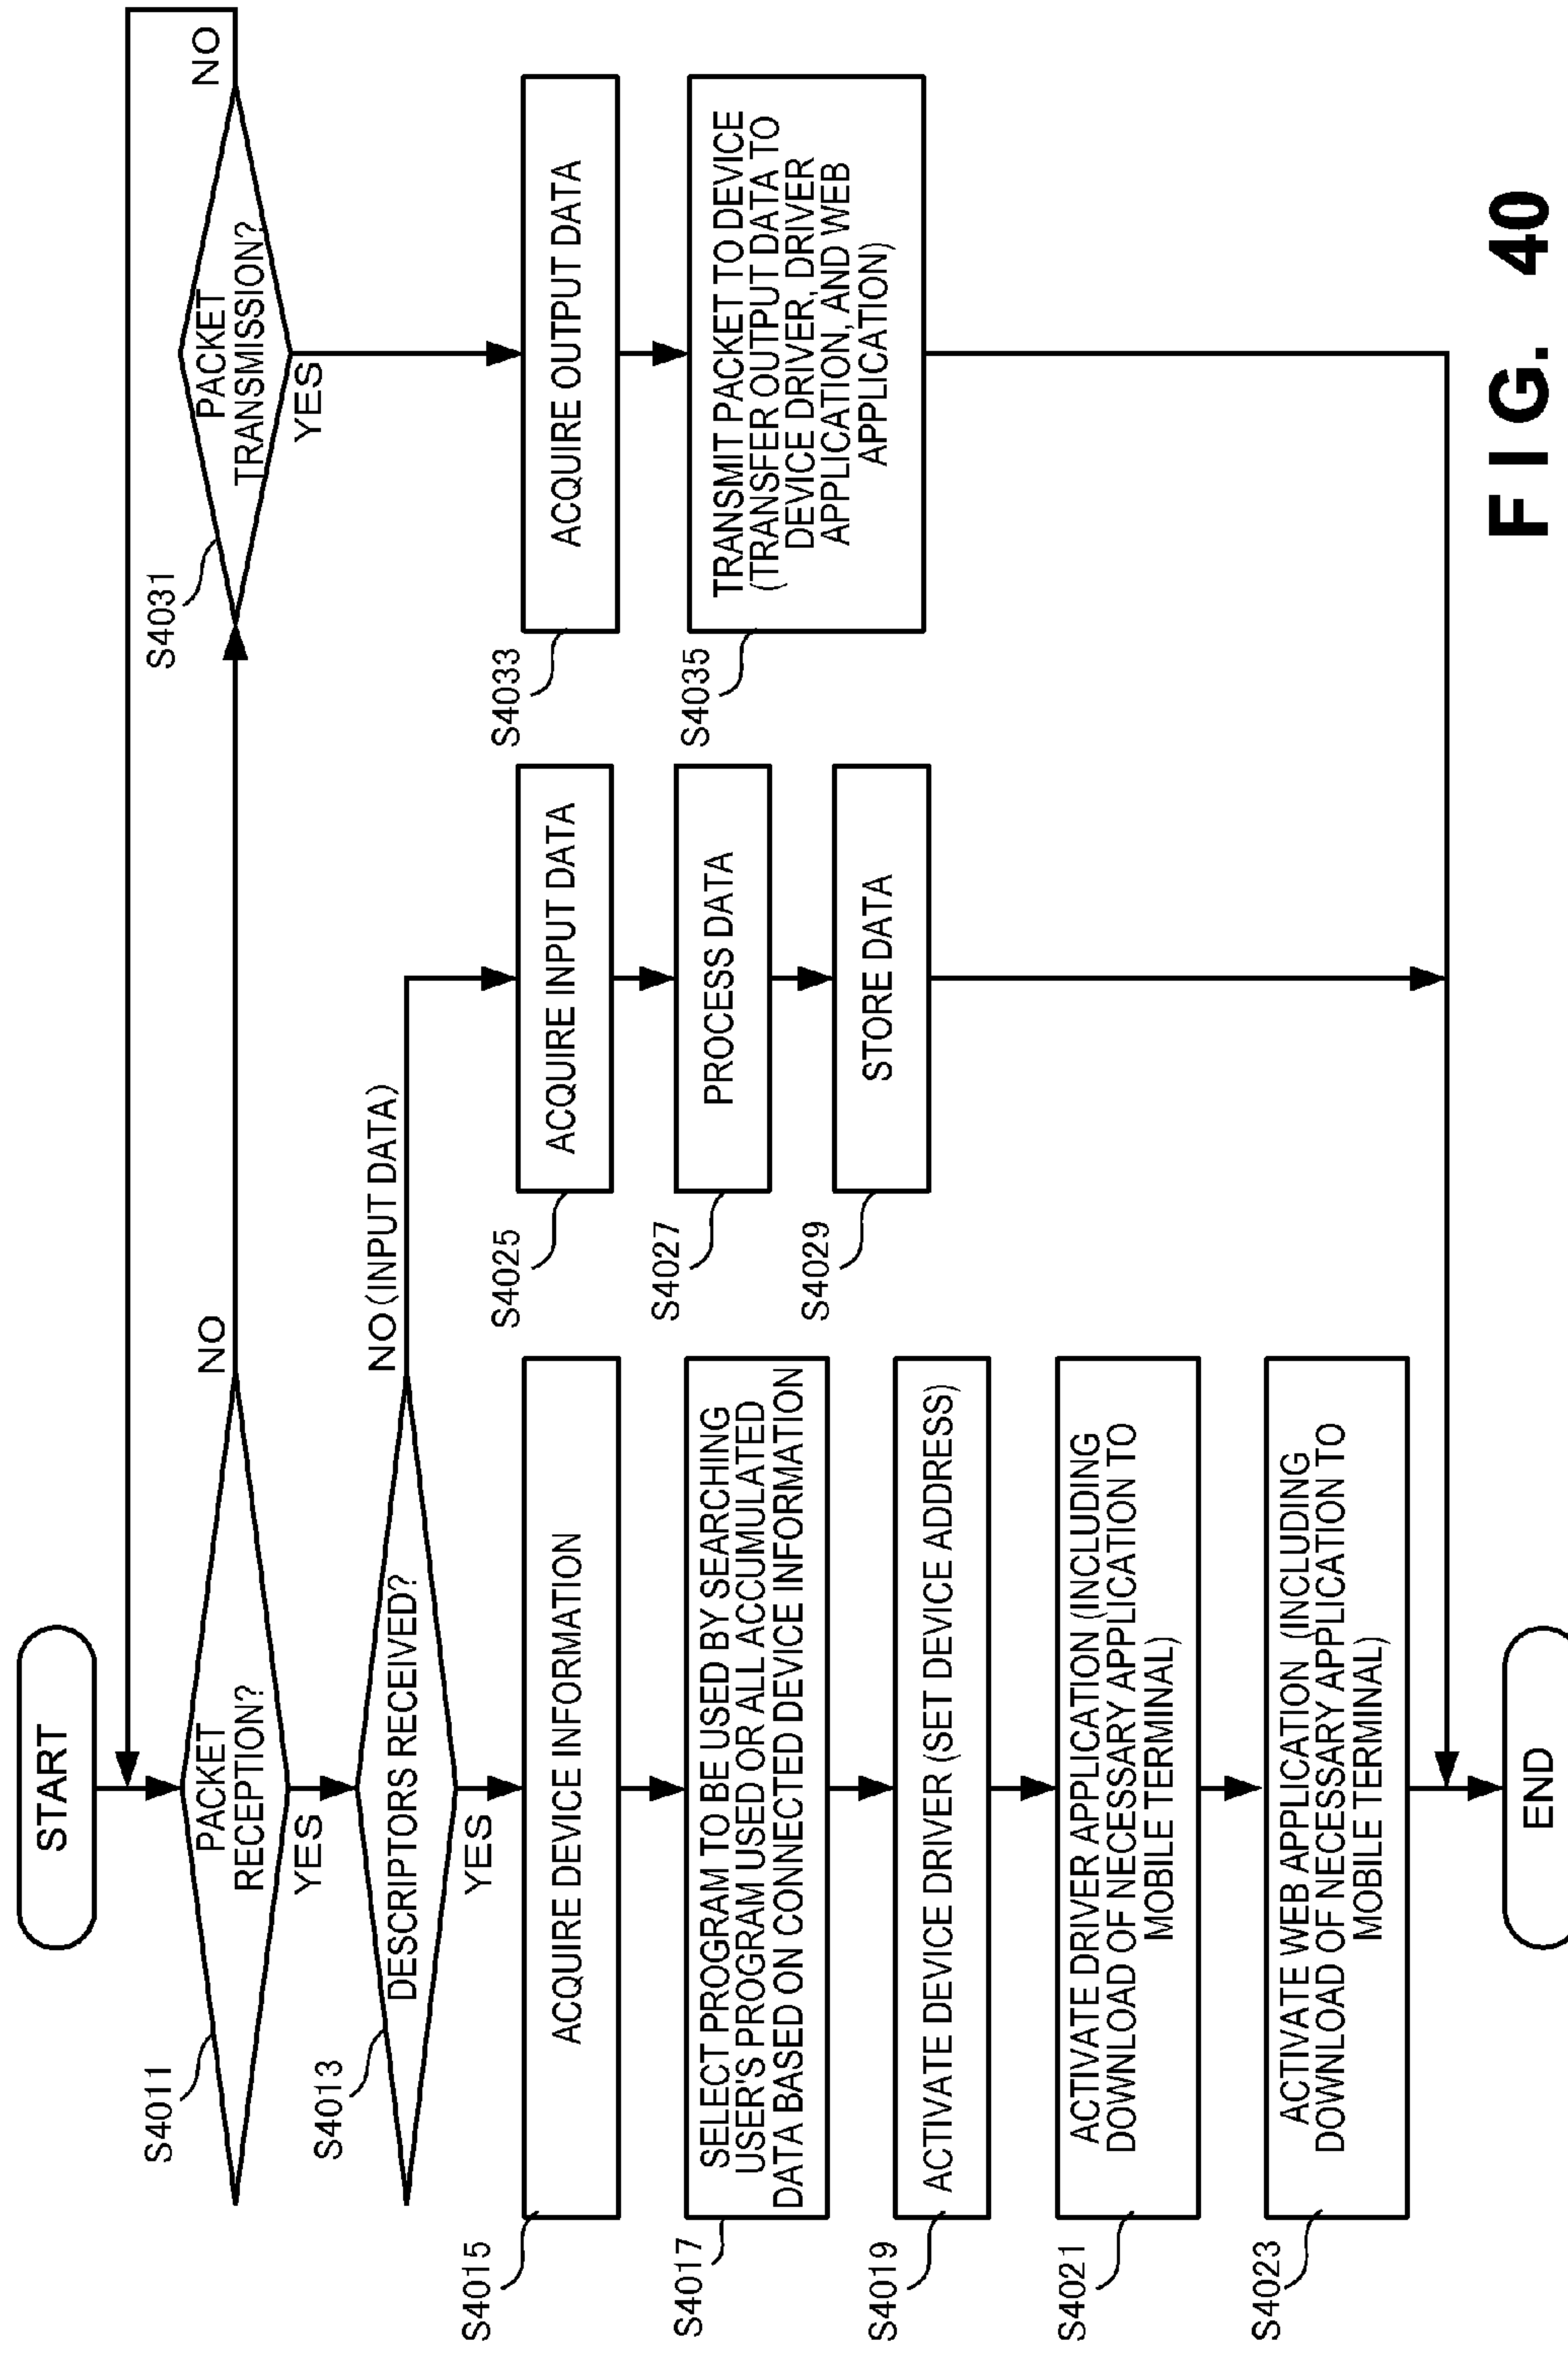 START
S4011
PACKET
RECEPTION?
NO
YES
S4013
DESCRIPTORS RECEIVED?
NO (INPUT DATA)
YES
S4015
ACQUIRE DEVICE INFORMATION
S4017
SELECT PROGRAM TO BE USED BY SEARCHING
USER'S PROGRAM USED OR ALL ACCUMULATED
DATA BASED ON CONNECTED DEVICE INFORMATION
S4019
ACTIVATE DEVICE DRIVER (SET DEVICE ADDRESS)
S4021
ACTIVATE DRIVER APPLICATION (INCLUDING
DOWNLOAD OF NECESSARY APPLICATION TO
MOBILE TERMINAL)
S4023
ACTIVATE WEB APPLICATION (INCLUDING
DOWNLOAD OF NECESSARY APPLICATION TO
MOBILE TERMINAL)
S4025
ACQUIRE INPUT DATA
S4027
PROCESS DATA
S4029
STORE DATA
S4031
PACKET
TRANSMISSION?
NO
YES
S4033
ACQUIRE OUTPUT DATA
S4035
TRANSMIT PACKET TO DEVICE
(TRANSFER OUTPUT DATA TO
DEVICE DRIVER, DRIVER
APPLICATION, AND WEB
APPLICATION)
END
FIG. 40